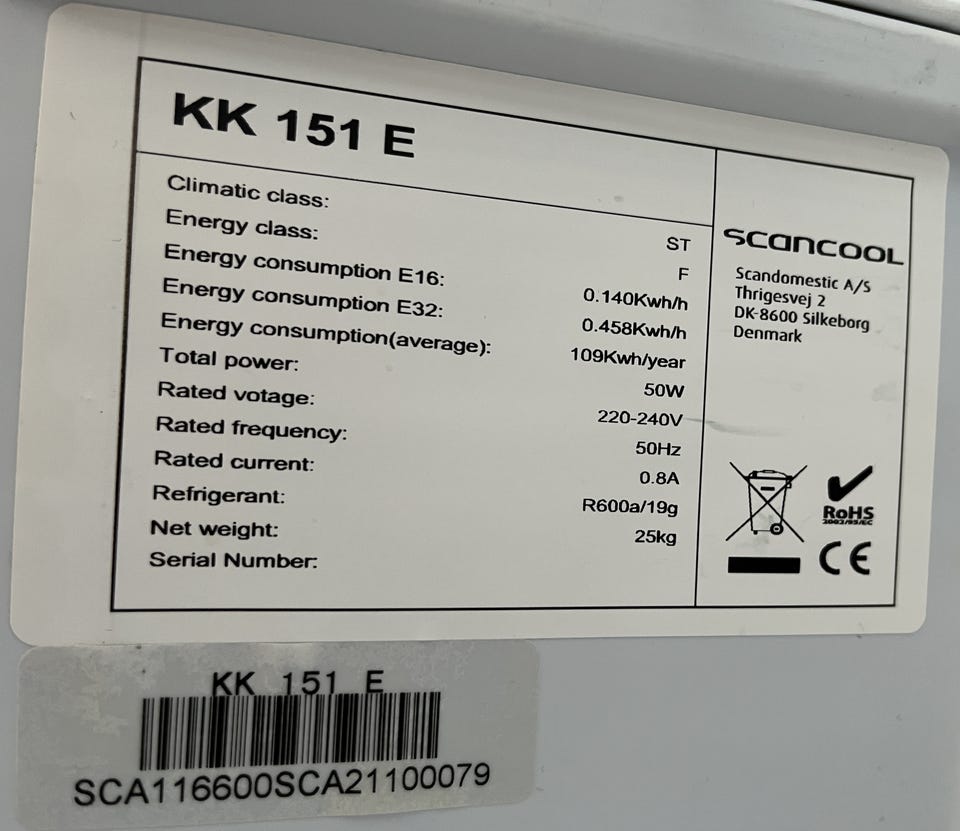 KK 151 E
Climatic class: ST
Energy class: F
Energy consumption E16: 0.140Kwh/h
Energy consumption E32: 0.458Kwh/h
Energy consumption(average): 109Kwh/year
Total power: 50W
Rated votage: 220-240V
Rated frequency: 50Hz
Rated current: 0.8A
Refrigerant: R600a/19g
Net weight: 25kg
Serial Number:
scancool
Scandomestic A/S
Thrigesvej 2
DK-8600 Silkeborg
Denmark
RoHS
2002/95/EC
CE
KK 151 E
SCA116600SCA21100079